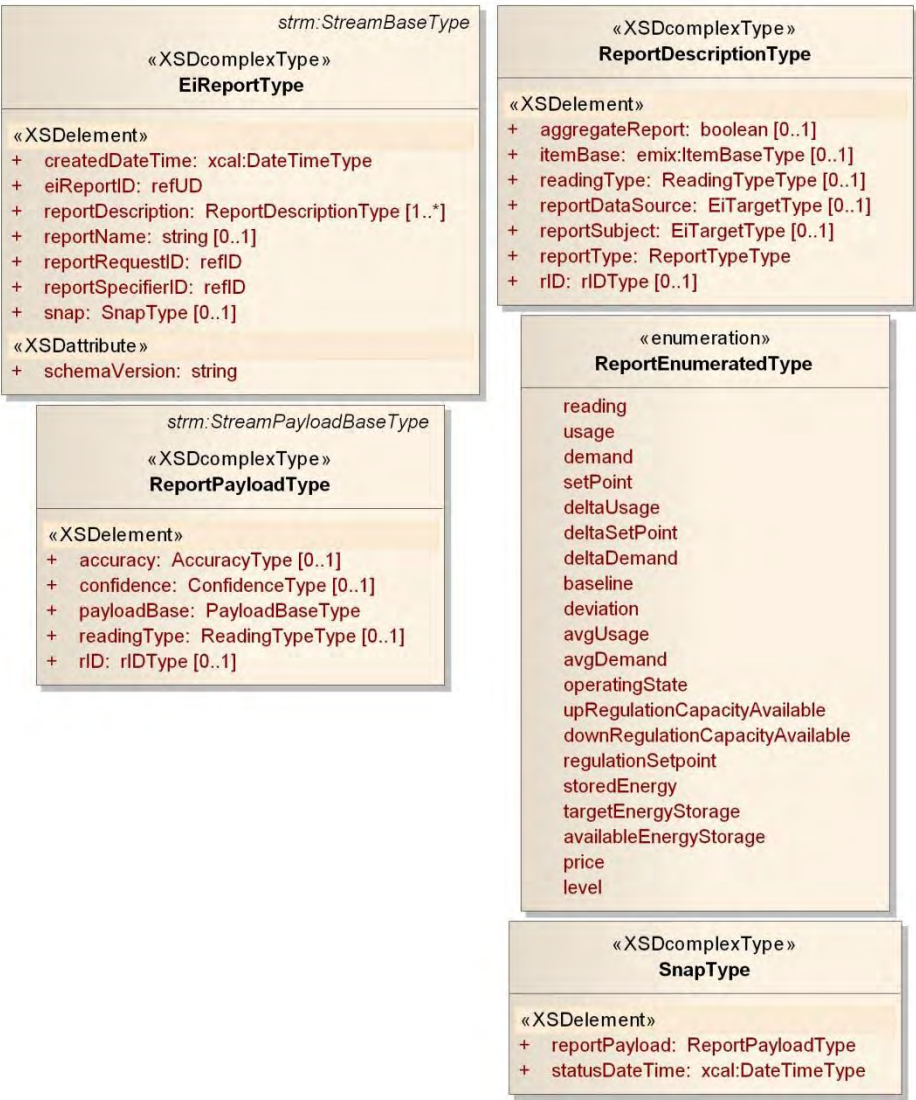 strm:StreamBaseType
«XSDcomplexType»
EiReportType
«XSDelement»
+ createdDateTime: xcal:DateTimeType
+ eiReportID: refUD
+ reportDescription: ReportDescriptionType [1..*]
+ reportName: string [0..1]
+ reportRequestID: refID
+ reportSpecifierID: refID
+ snap: SnapType [0..1]
«XSDattribute»
+ schemaVersion: string
strm:StreamPayloadBaseType
«XSDcomplexType»
ReportPayloadType
«XSDelement»
+ accuracy: AccuracyType [0..1]
+ confidence: ConfidenceType [0..1]
+ payloadBase: PayloadBaseType
+ readingType: ReadingTypeType [0..1]
+ rID: rIDType [0..1]
«XSDcomplexType»
ReportDescriptionType
«XSDelement»
+ aggregateReport: boolean [0..1]
+ itemBase: emix:ItemBaseType [0..1]
+ readingType: ReadingTypeType [0..1]
+ reportDataSource: EiTargetType [0..1]
+ reportSubject: EiTargetType [0..1]
+ reportType: ReportTypeType
+ rID: rIDType [0..1]
«enumeration»
ReportEnumeratedType
reading
usage
demand
setPoint
deltaUsage
deltaSetPoint
deltaDemand
baseline
deviation
avgUsage
avgDemand
operatingState
upRegulationCapacityAvailable
downRegulationCapacityAvailable
regulationSetpoint
storedEnergy
targetEnergyStorage
availableEnergyStorage
price
level
«XSDcomplexType»
SnapType
«XSDelement»
+ reportPayload: ReportPayloadType
+ statusDateTime: xcal:DateTimeType